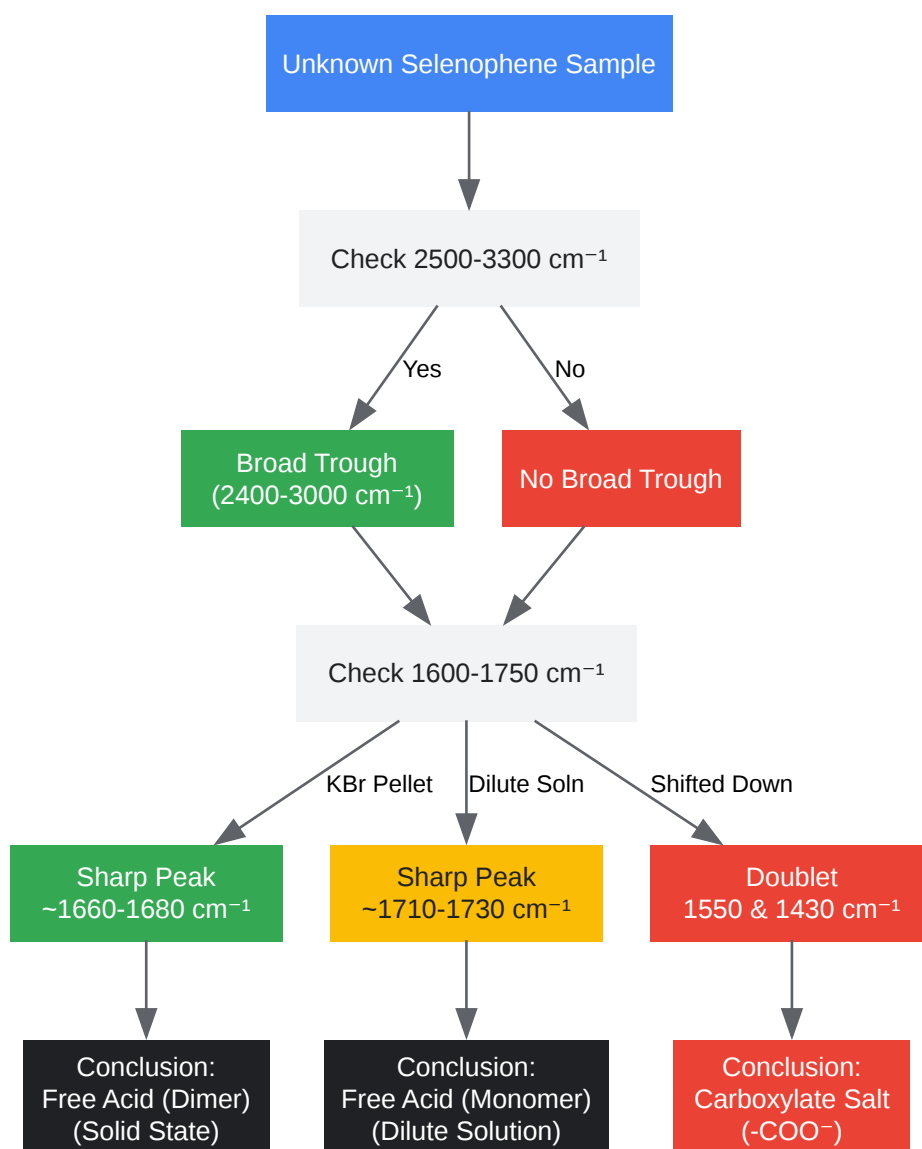 Unknown Selenophene Sample
Check 2500-3300 cm⁻¹
Yes
No
Broad Trough
(2400-3000 cm⁻¹)
No Broad Trough
Check 1600-1750 cm⁻¹
KBr Pellet
Dilute Soln
Shifted Down
Sharp Peak
~1660-1680 cm⁻¹
Sharp Peak
~1710-1730 cm⁻¹
Doublet
1550 & 1430 cm⁻¹
Conclusion:
Free Acid (Dimer)
(Solid State)
Conclusion:
Free Acid (Monomer)
(Dilute Solution)
Conclusion:
Carboxylate Salt
(-COO⁻)